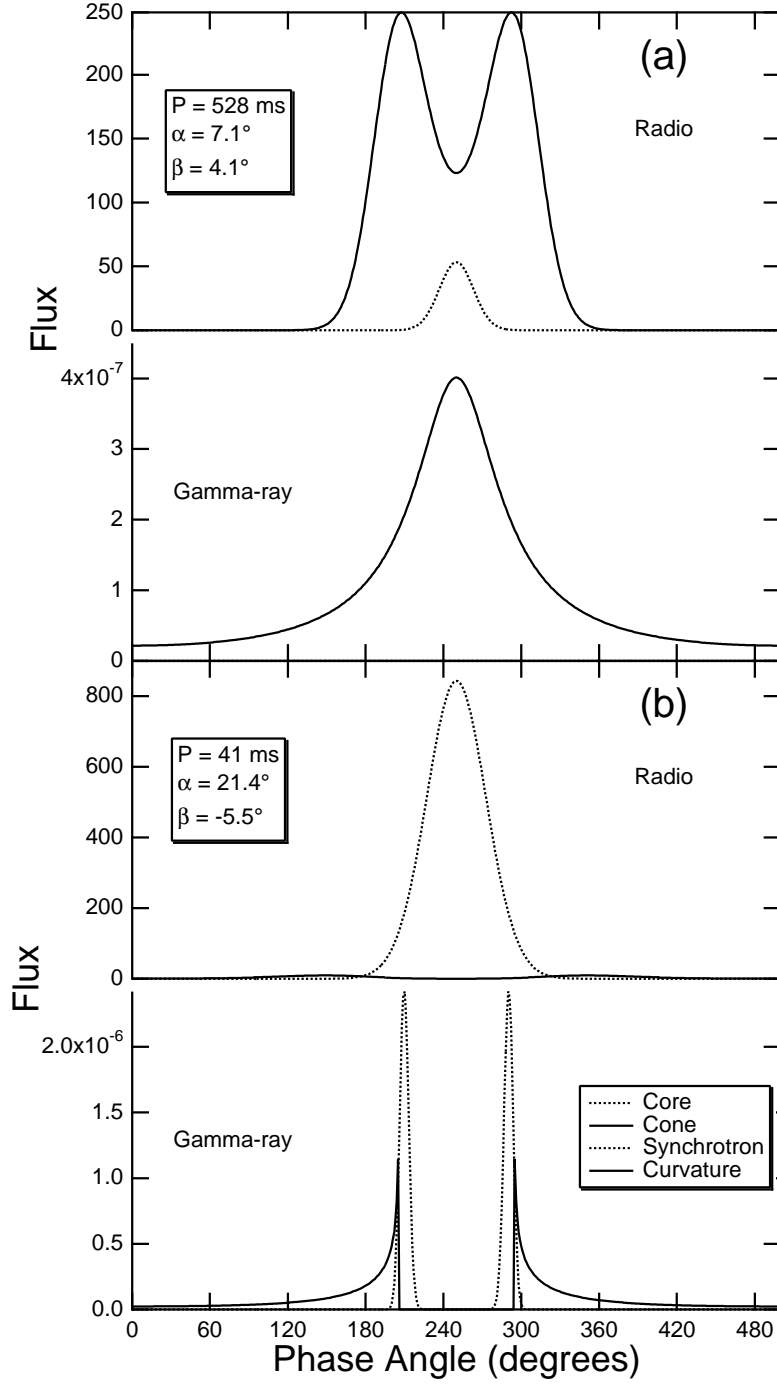 250
200
150
100
50
0
(a)
P = 528 ms
α = 7.1°
β = 4.1°
Radio
Flux
4x10-7
3
2
1
0
Gamma-ray
800
600
400
200
0
(b)
P = 41 ms
α = 21.4°
β = -5.5°
Radio
Flux
2.0x10-6
1.5
1.0
0.5
0.0
Gamma-ray
Core
Cone
Synchrotron
Curvature
0 60 120 180 240 300 360 420 480
Phase Angle (degrees)